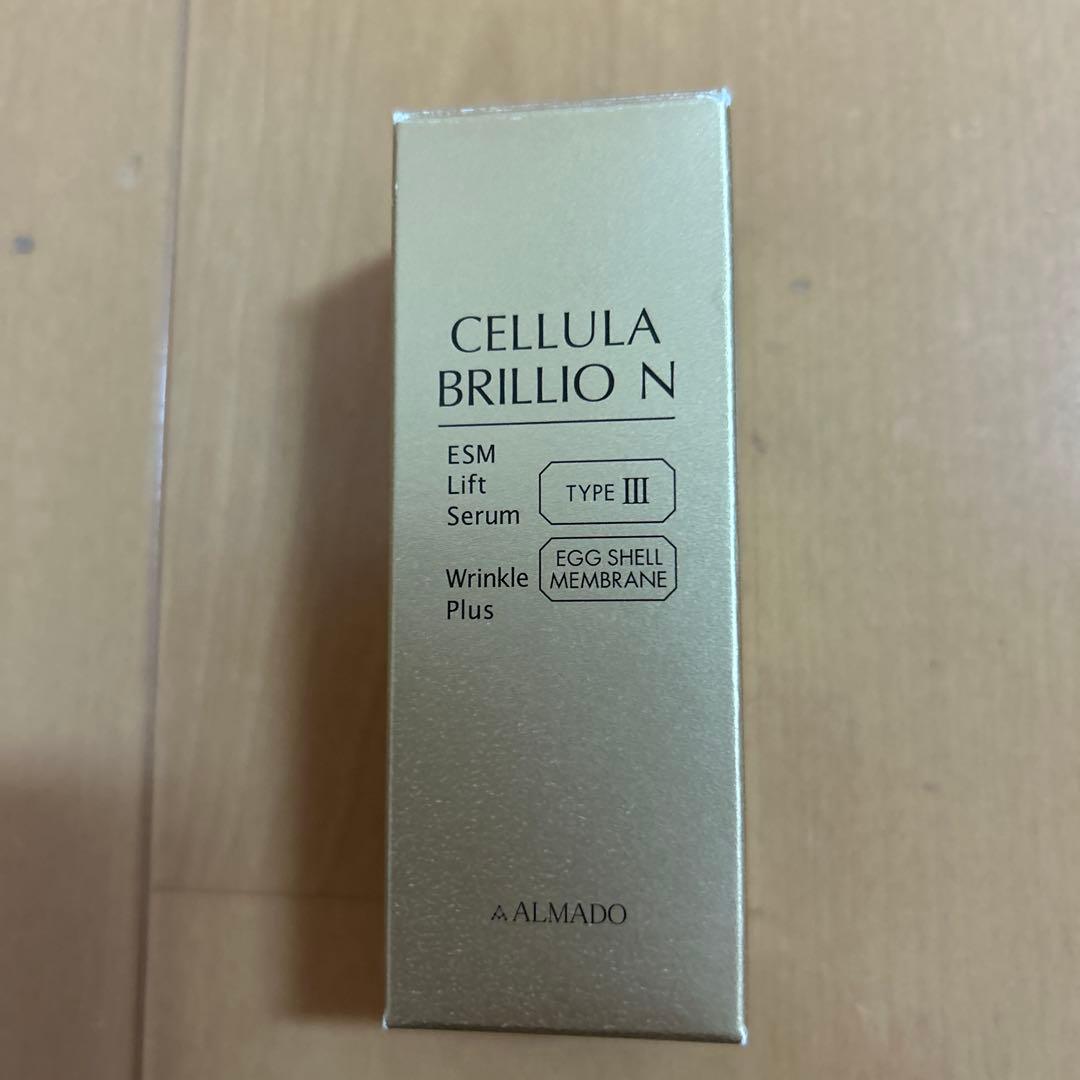 CELLULA
BRILLIO N
ESM
Lift
Serum
TYPE III
Wrinkle
Plus
EGG SHELL
MEMBRANE
ALMADO